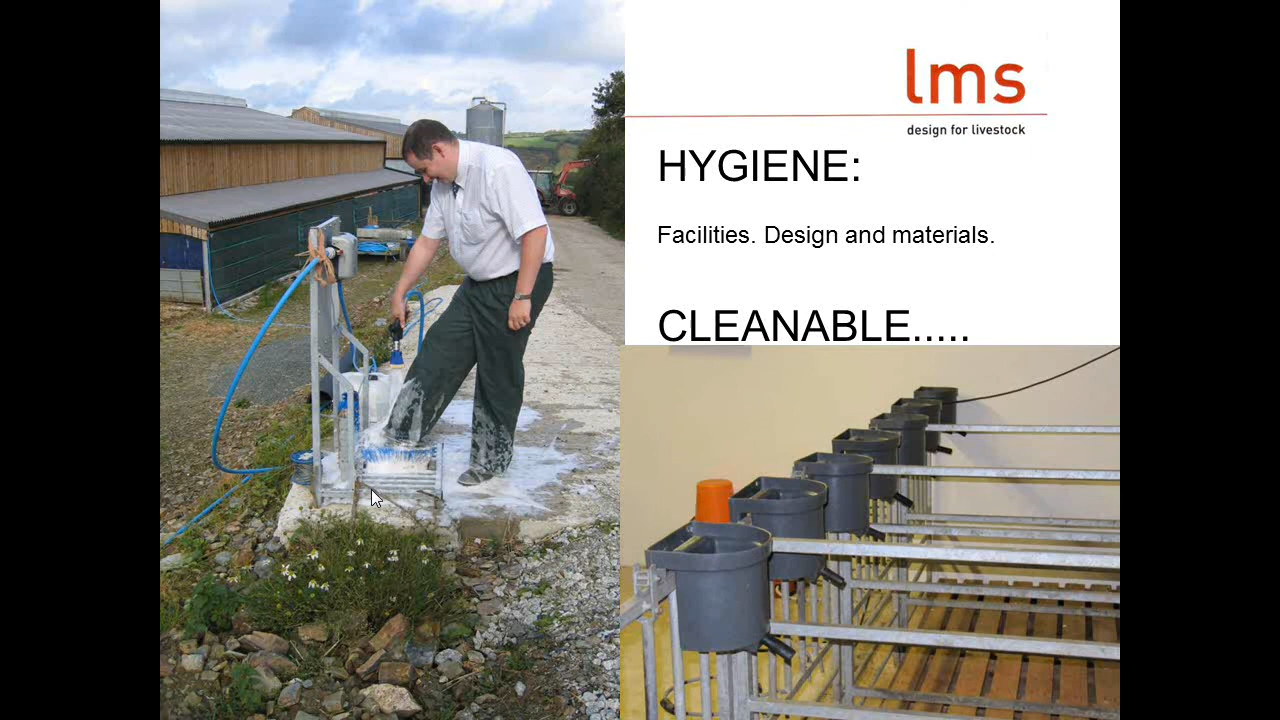 lms
design for livestock
HYGIENE:
Facilities. Design and materials.
CLEANABLE.....